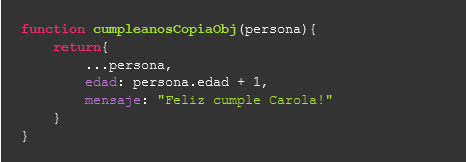 function cumpleanosCopiaObj(persona){
    return{
        ...persona,
        edad: persona.edad + 1,
        mensaje: "Feliz cumple Carola!"
    }
}